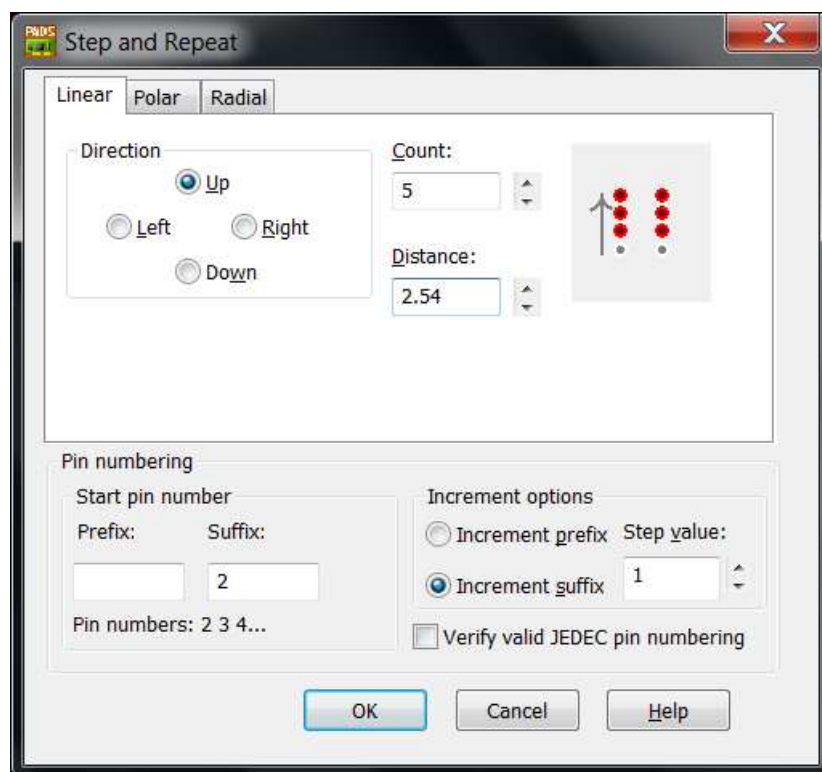 PADS
Step and Repeat
X
Linear Polar Radial
Direction
Up
Left Right
Down
Count:
5
Distance:
2.54
Pin numbering
Start pin number
Prefix: Suffix:
2
Pin numbers: 2 3 4...
Increment options
Increment prefix Step value:
Increment suffix 1
Verify valid JEDEC pin numbering
OK Cancel Help